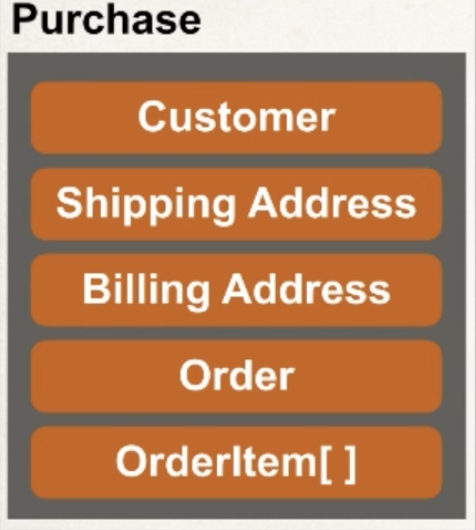 Purchase
Customer
Shipping Address
Billing Address
Order
OrderItem[ ]